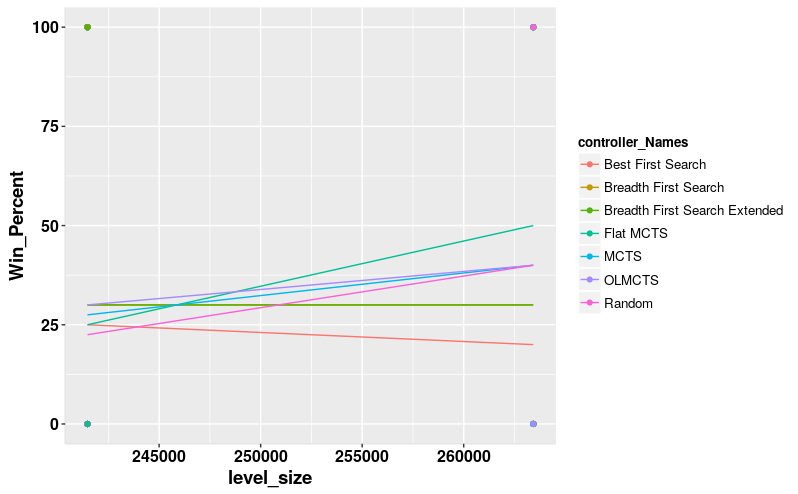 100
75
50
25
0
Win_Percent
245000 250000 255000 260000
level_size
controller_Names
Best First Search
Breadth First Search
Breadth First Search Extended
Flat MCTS
MCTS
OLMCTS
Random